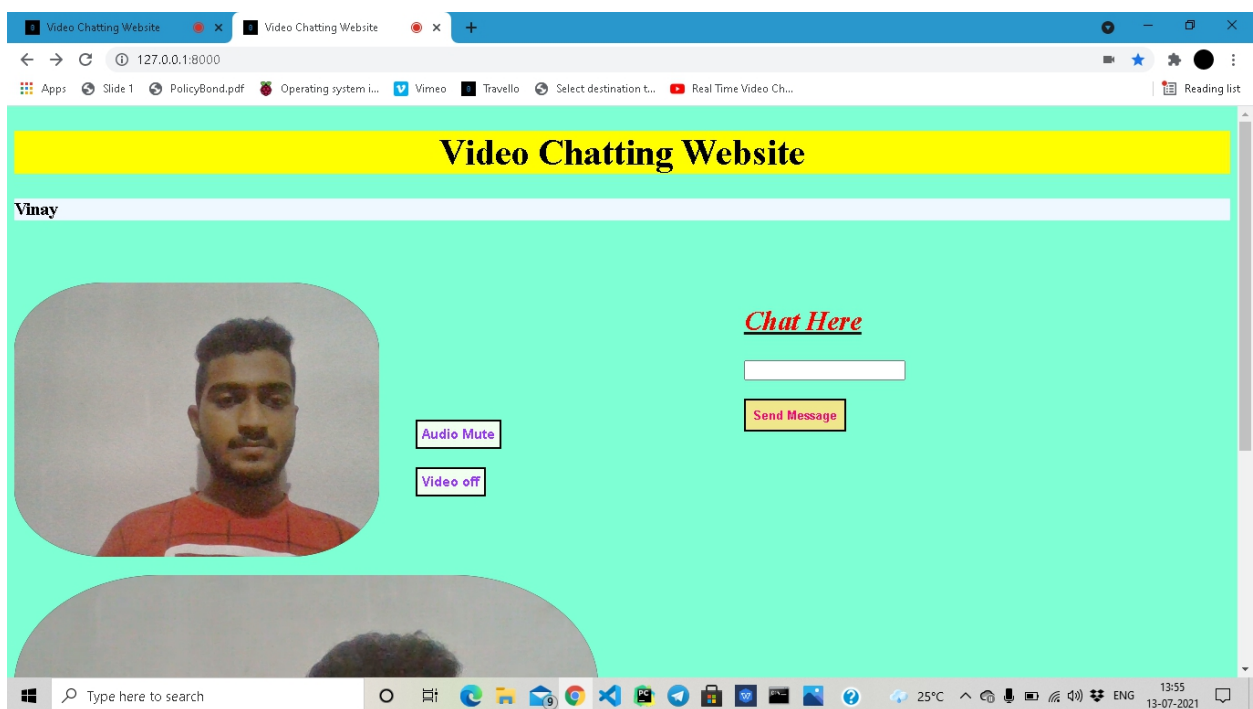 Video Chatting Website
Video Chatting Website
127.0.0.1:8000
Apps
Slide 1
PolicyBond.pdf
Operating system i...
Vimeo
Travello
Select destination t...
Real Time Video Ch...
Reading list
Video Chatting Website
Vinay
Chat Here
Send Message
Audio Mute
Video off
Type here to search
9
25°C
ENG
13:55
13-07-2021